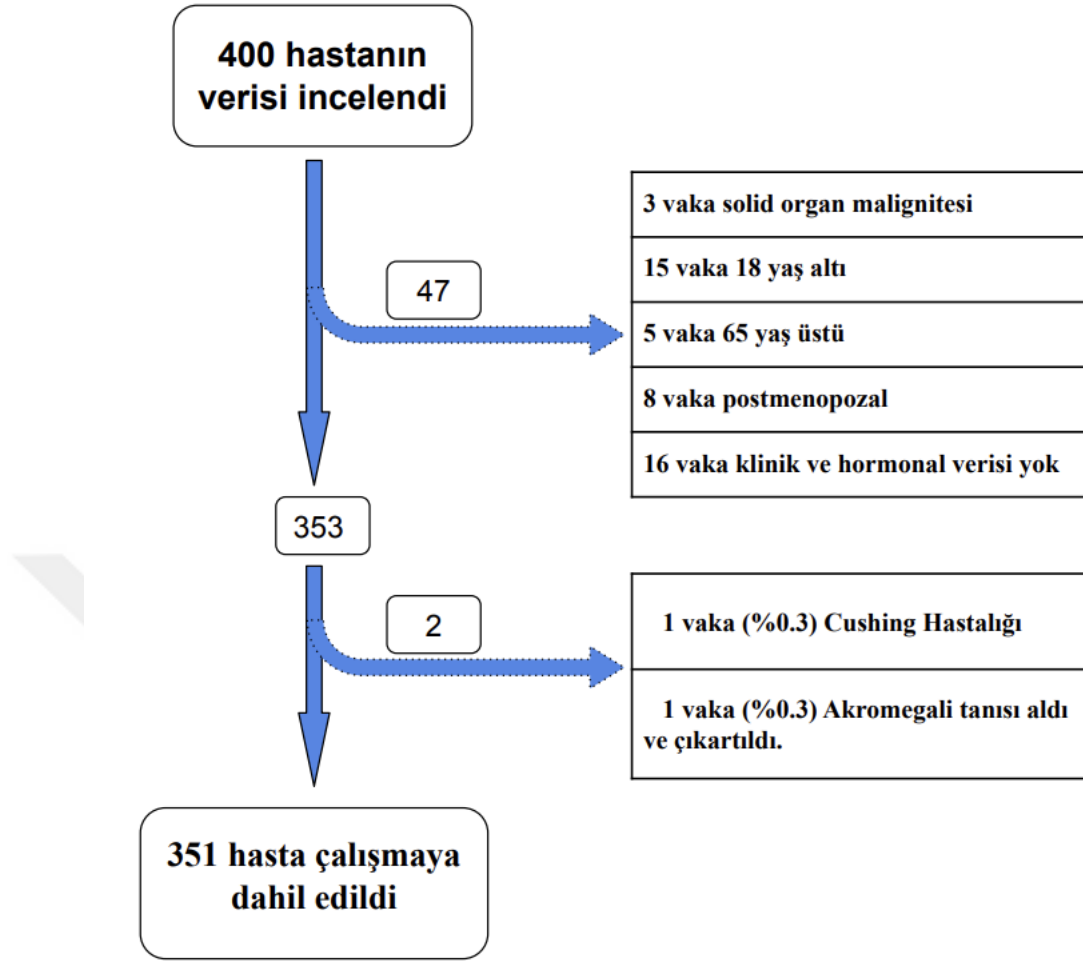 400 hastanın
verisi incelendi
47
3 vaka solid organ malignitesi
15 vaka 18 yaş altı
5 vaka 65 yaş üstü
8 vaka postmenopozal
16 vaka klinik ve hormonal verisi yok
353
2
1 vaka (%0.3) Cushing Hastalığı
1 vaka (%0.3) Akromegali tanısı aldı
ve çıkartıldı.
351 hasta çalışmaya
dahil edildi